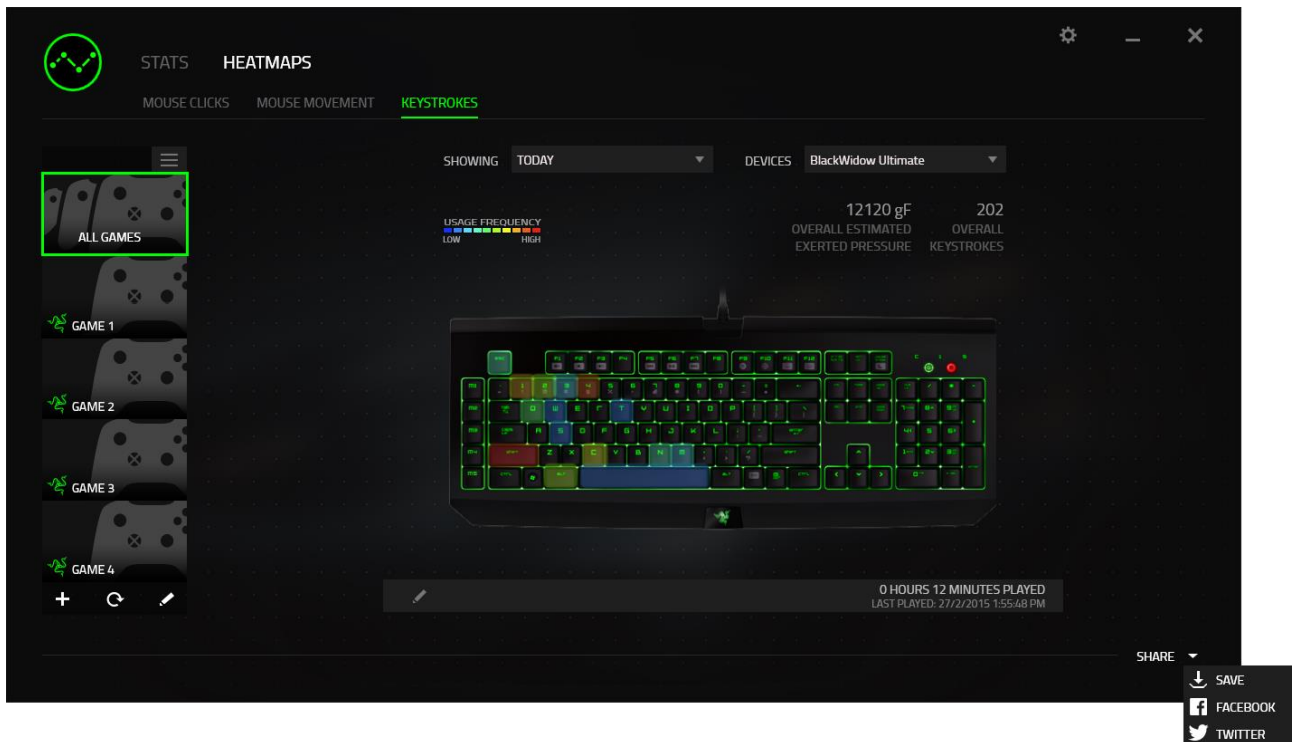 STATS HEATMAPS
MOUSE CLICKS MOUSE MOVEMENT KEYSTROKES
SHOWING TODAY DEVICES BlackWidow Ultimate
12120 gF 202
USAGE FREQUENCY
LOW HIGH
OVERALL ESTIMATED OVERALL
EXERTED PRESSURE KEYSTROKES
ALL GAMES
GAME 1
GAME 2
GAME 3
GAME 4
0 HOURS 12 MINUTES PLAYED
LAST PLAYED: 27/2/2015 1:55:48 PM
SHARE
SAVE
FACEBOOK
TWITTER